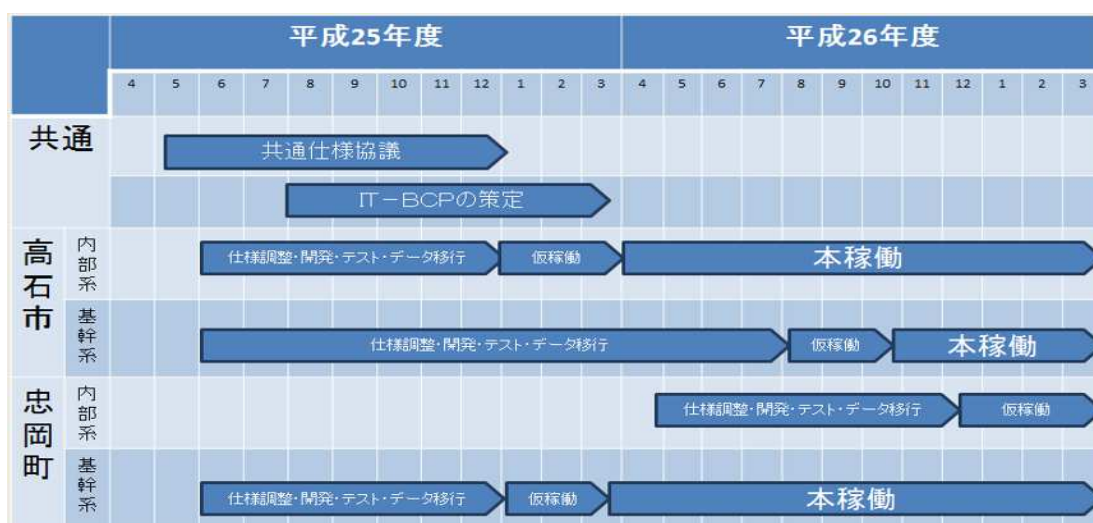 平成25年度 平成26年度
4 5 6 7 8 9 10 11 12 1 2 3 4 5 6 7 8 9 10 11 12 1 2 3
共通
共通仕様協議
IT－BCPの策定
高石市
内部系
仕様調整・開発・テスト・データ移行 仮稼働 本稼働
基幹系
仕様調整・開発・テスト・データ移行 仮稼働 本稼働
忠岡町
内部系
仕様調整・開発・テスト・データ移行 仮稼働
基幹系
仕様調整・開発・テスト・データ移行 仮稼働 本稼働